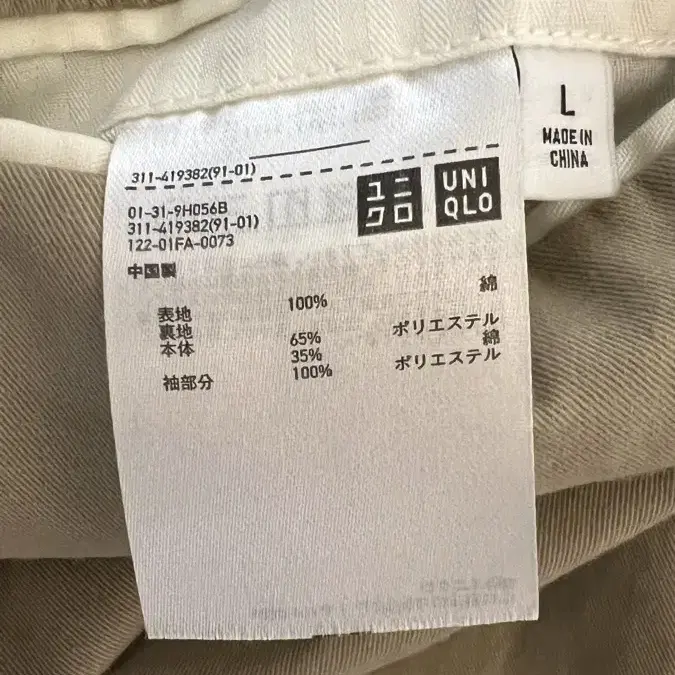 L
MADE IN
CHINA
311-419382(91-01)
ユニ
クロ
UNI
QLO
01-31-9H056B
311-419382(91-01)
122-01FA-0073
中国製
表地 100% 綿
裏地
本体 65% ポリエステル
35% 綿
袖部分 100% ポリエステル